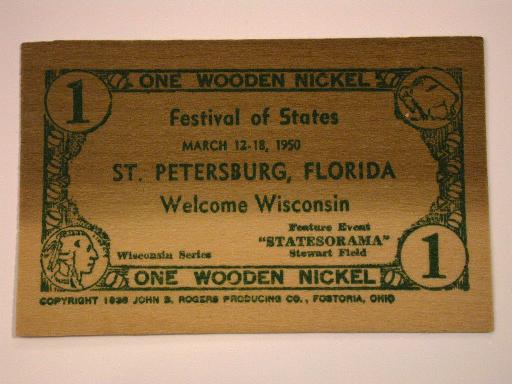 ONE WOODEN NICKEL
1
Festival of States
MARCH 12-18, 1950
ST. PETERSBURG, FLORIDA
Welcome Wisconsin
Feature Event
"STATESORAMA"
Wisconsin Series
Stewart Field
1
ONE WOODEN NICKEL
COPYRIGHT 1936 JOHN B. ROGERS PRODUCING CO., FOSTORIA, OHIO